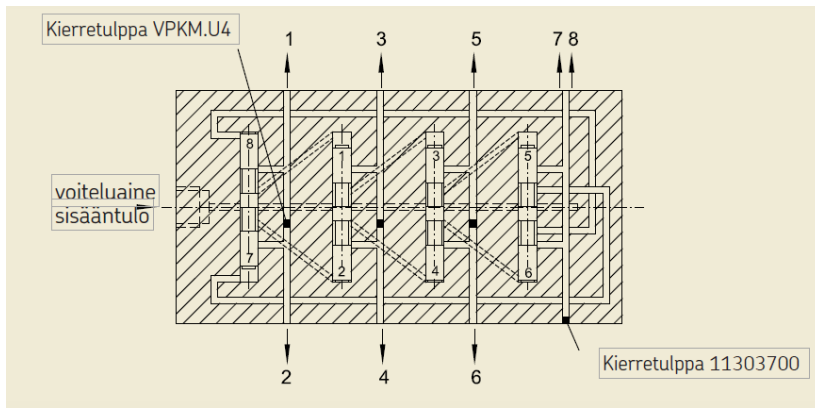 Kierretulppa VPKM.U4
1 3 5 7 8
8 1 3 5
voiteluaine
sisääntulo
7 2 4 6
2 4 6
Kierretulppa 11303700